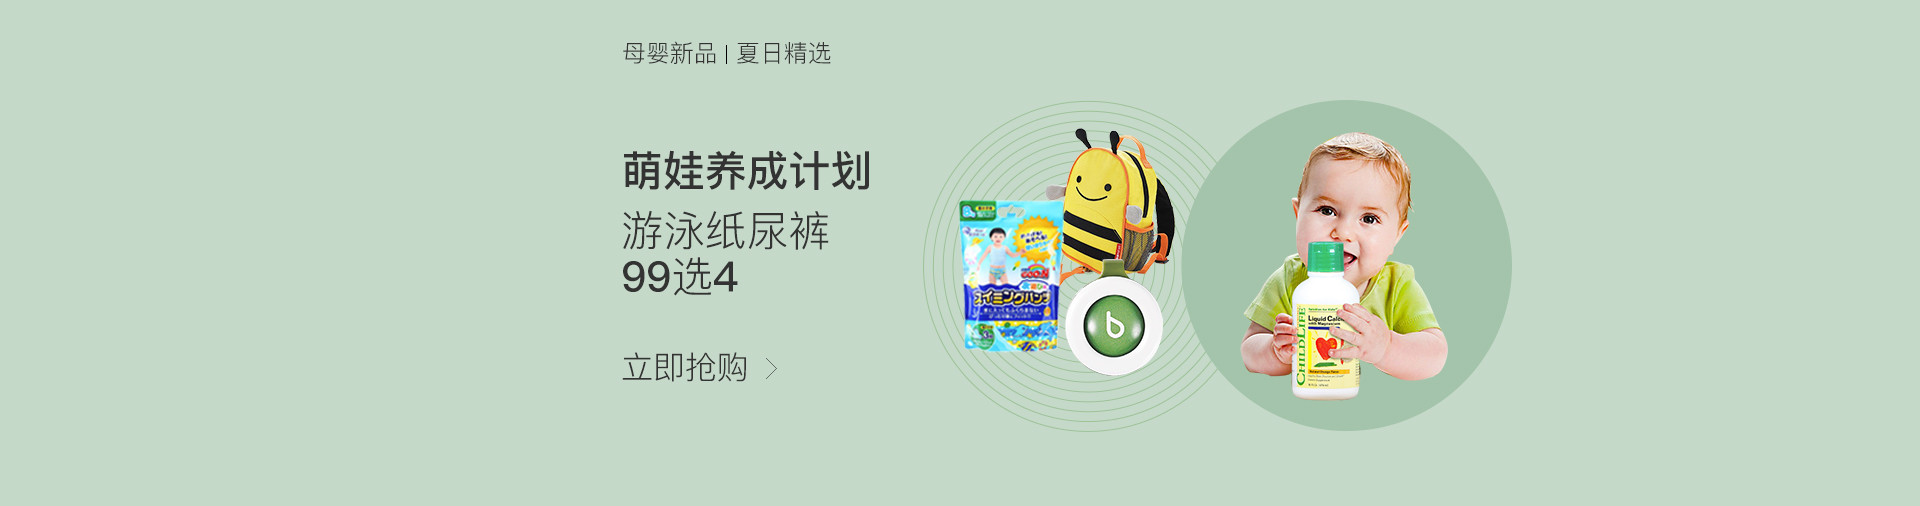 母婴新品 | 夏日精选
萌娃养成计划
游泳纸尿裤
99选4
立即抢购 >
スイミングパンツ
b
Liquid Calc
with Magnesium
CHILDLIFE